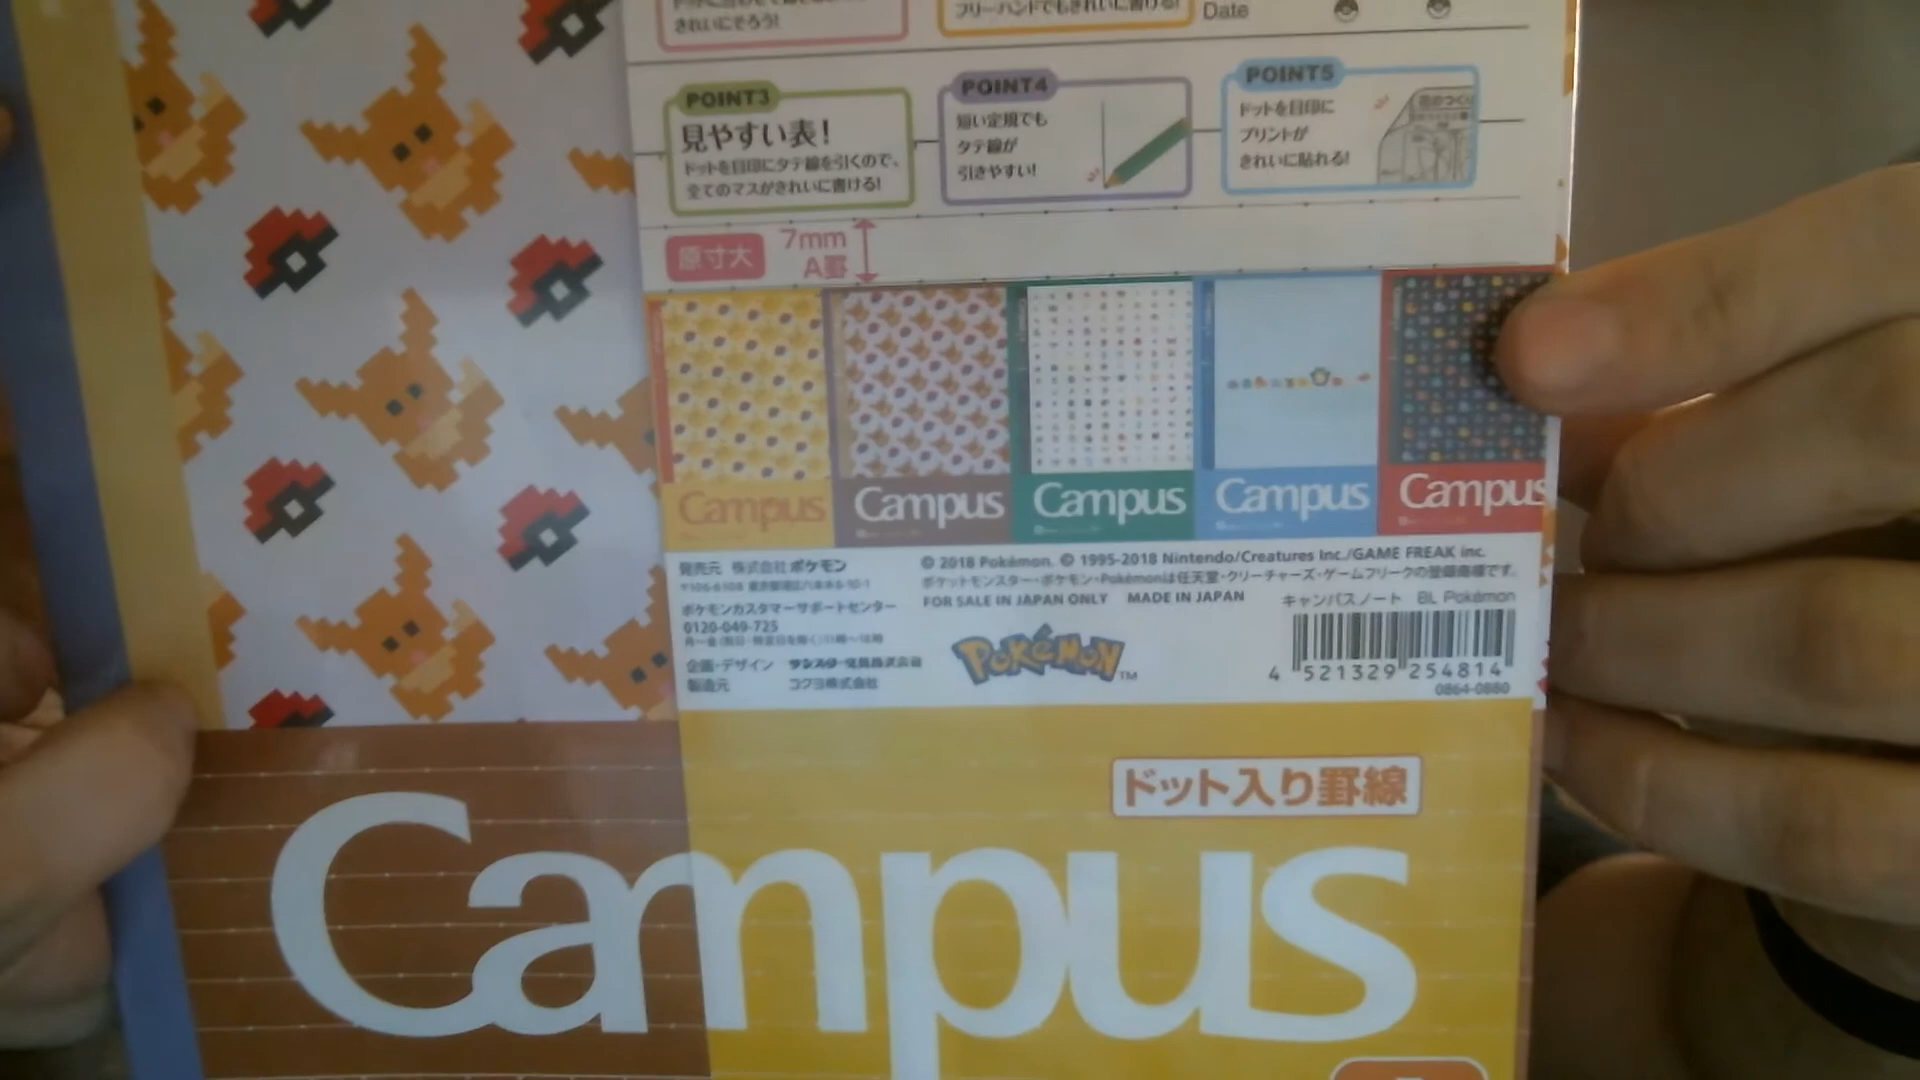 きれいにそろう!
フリーハンドでもきれいに書ける!
Date
POINT3
見やすい表!
ドットを目印にタテ線を引くので、
全てのマスがきれいに書ける!
POINT4
短い定規でも
タテ線が
引きやすい!
POINT5
ドットを目印に
プリントが
きれいに貼れる!
原寸大
7mm
A罫
Campus
Campus
Campus
Campus
Campus
発売元 株式会社ポケモン
ポケモンカスタマーサポートセンター
0120-049-725
企画・デザイン サンスター文具株式会社
製造元 コクヨ株式会社
© 2018 Pokémon. © 1995-2018 Nintendo/Creatures Inc./GAME FREAK inc.
ポケットモンスター・ポケモン・Pokémonは任天堂・クリーチャーズ・ゲームフリークの登録商標です。
FOR SALE IN JAPAN ONLY MADE IN JAPAN
キャンパスノート BL Pokémon
POKéMON TM
4 521329 254814
0864-0880
ドット入り罫線
Campus